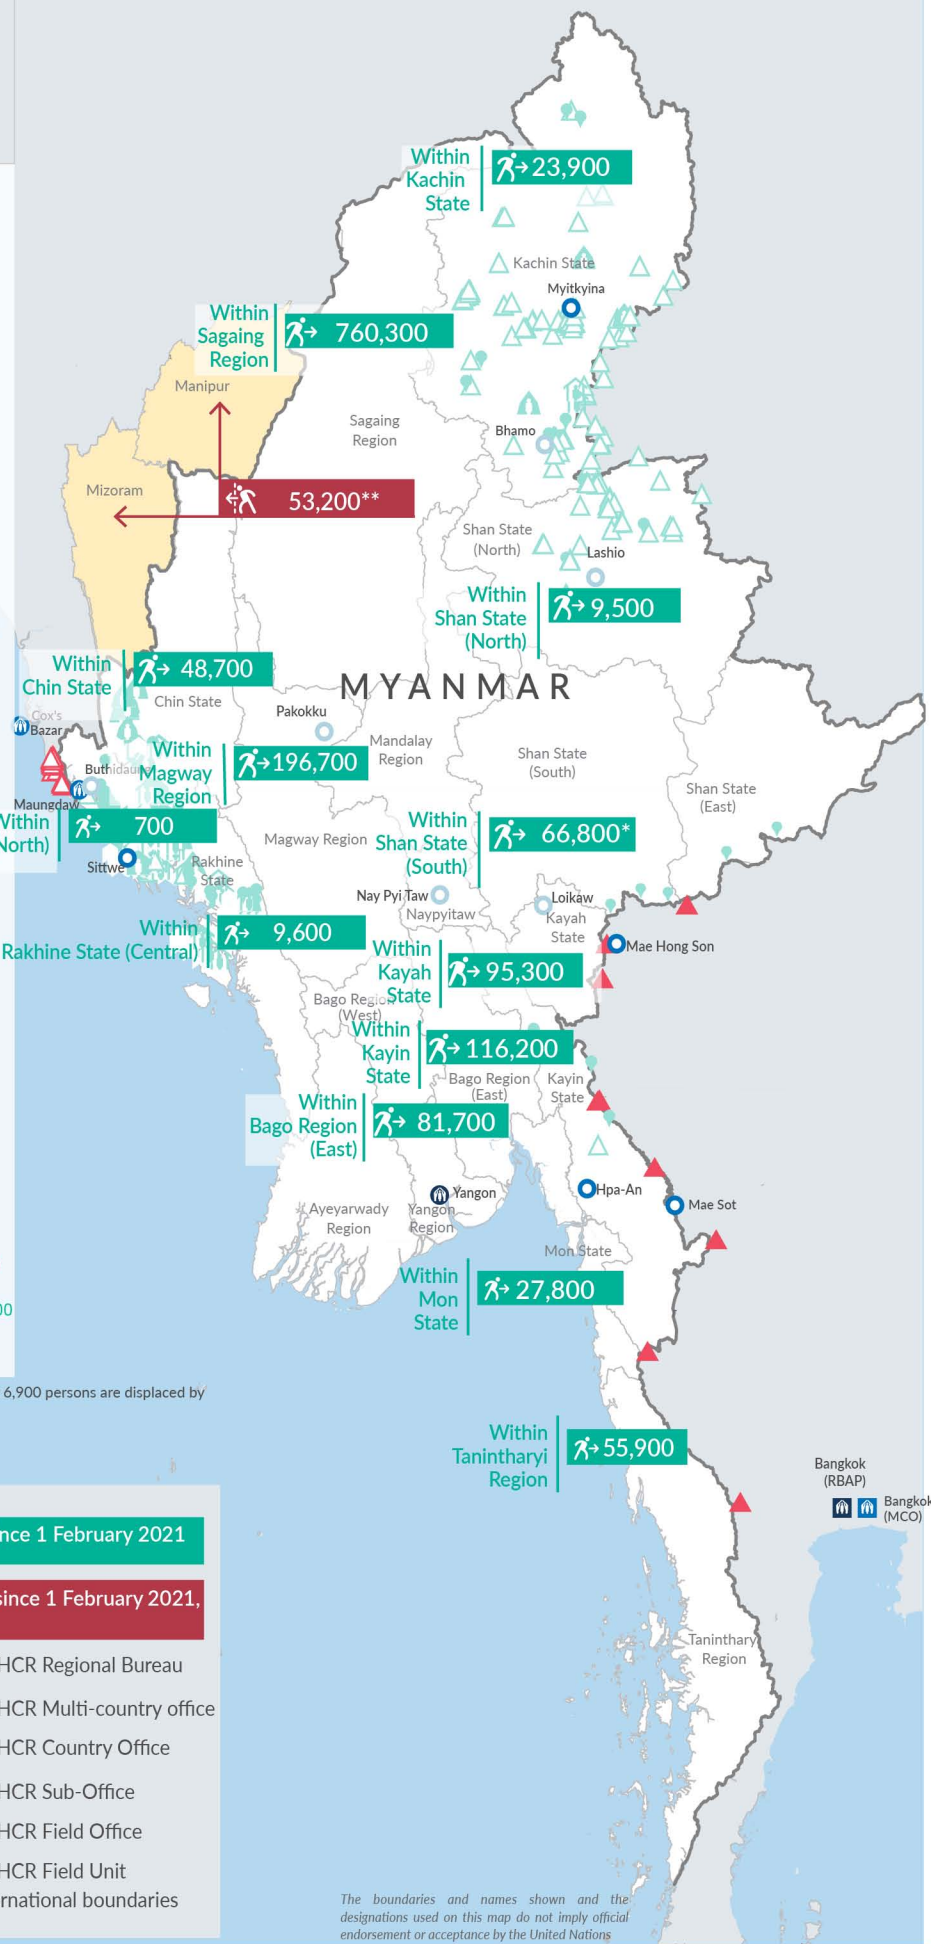 Within
Kachin
State
23,900
Kachin State
Myitkyina
Within
Sagaing
Region
760,300
Manipur
Sagaing
Region
Bhamo
Mizoram
53,200**
Shan State
(North)
Lashio
Within
Shan State
(North)
9,500
Within
Chin State
48,700
Chin State
MYANMAR
Pakokku
Cox's
Bazar
Mandalay
Region
Shan State
(South)
Within
Magway
Region
196,700
Buthidaung
Shan State
(East)
Maungdaw
Within
North)
700
Magway Region
Within
Shan State
(South)
66,800*
Sittwe
Rakhine
State
Nay Pyi Taw
Naypyitaw
Loikaw
Kayah
State
Within
Rakhine State (Central)
9,600
Mae Hong Son
Within
Kayah
State
95,300
Bago Region
(West)
Within
Kayin
State
116,200
Bago Region
(East)
Kayin
State
Within
Bago Region
(East)
81,700
Yangon
Hpa-An
Mae Sot
Ayeyarwady
Region
Yangon
Region
Mon State
Within
Mon
State
27,800
00
6,900 persons are displaced by
Within
Tanintharyi
Region
55,900
Bangkok
(RBAP)
Bangkok
(MCO)
nce 1 February 2021
since 1 February 2021,
HCR Regional Bureau
HCR Multi-country office
HCR Country Office
HCR Sub-Office
HCR Field Office
HCR Field Unit
rnational boundaries
Taninthary
Region
The boundaries and names shown and the
designations used on this map do not imply official
endorsement or acceptance by the United Nations